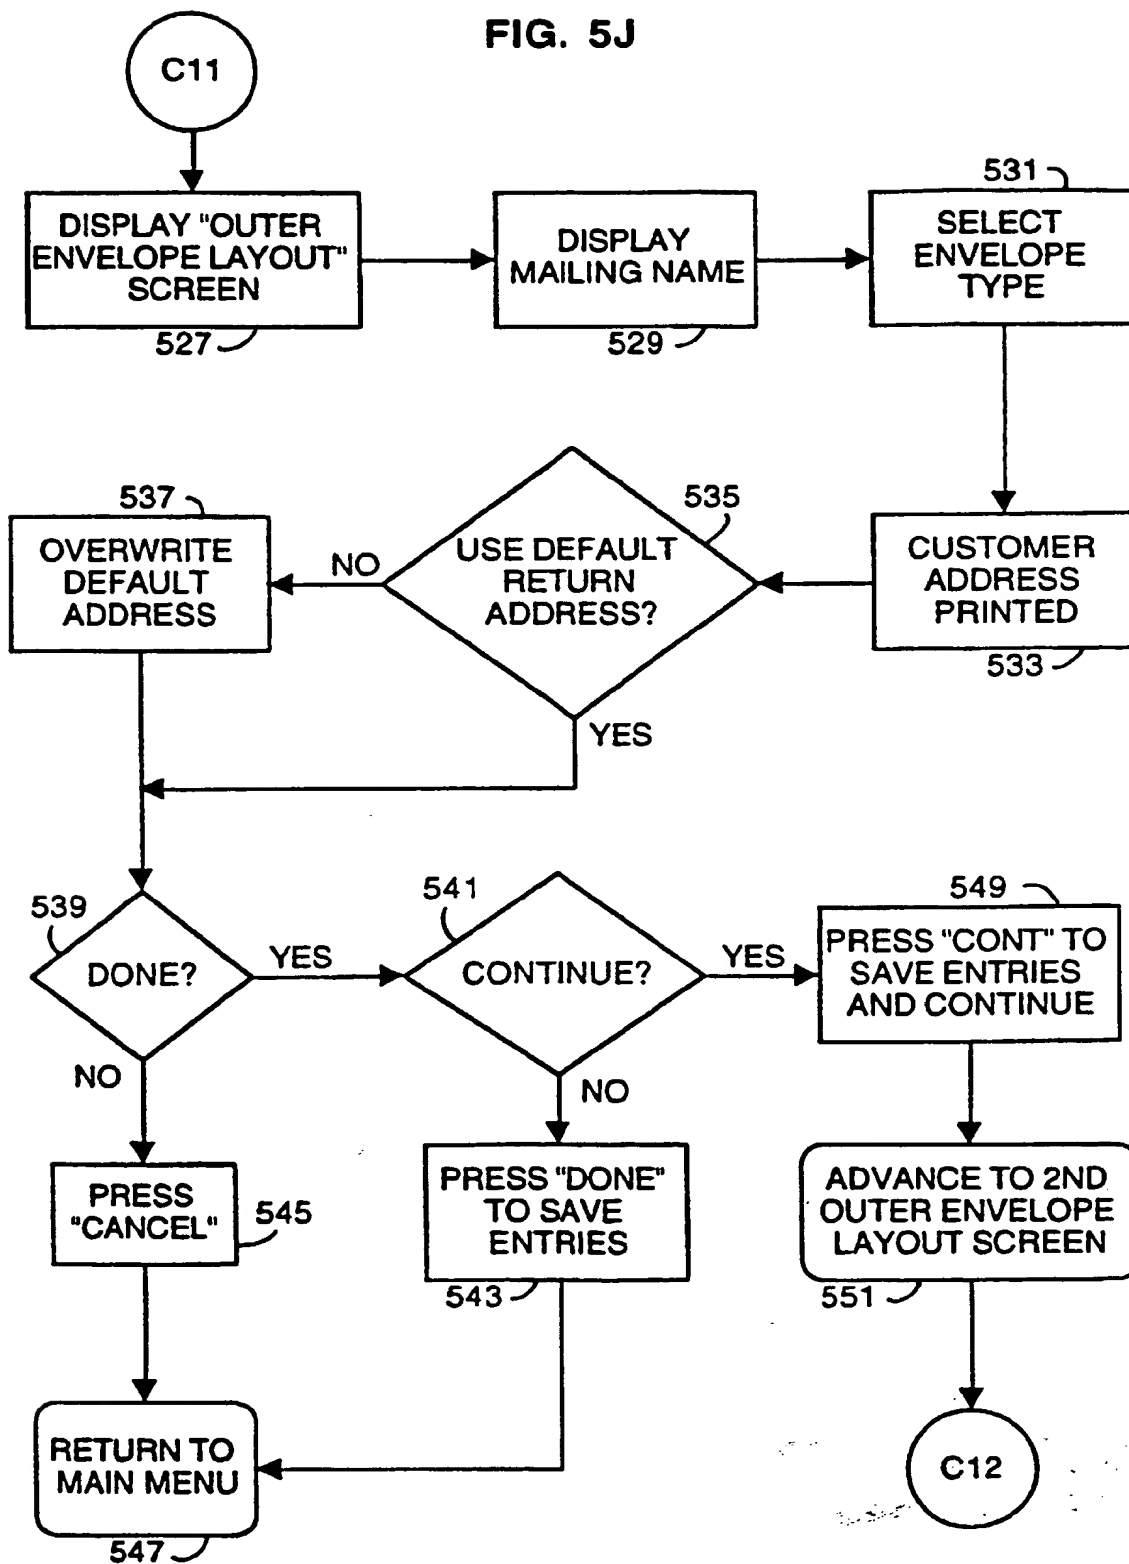 FIG. 5J
C11
DISPLAY "OUTER
ENVELOPE LAYOUT"
SCREEN
527
DISPLAY
MAILING NAME
529
531
SELECT
ENVELOPE
TYPE
537
OVERWRITE
DEFAULT
ADDRESS
NO
535
USE DEFAULT
RETURN
ADDRESS?
YES
CUSTOMER
ADDRESS
PRINTED
533
539
DONE?
YES
NO
541
CONTINUE?
YES
NO
549
PRESS "CONT" TO
SAVE ENTRIES
AND CONTINUE
PRESS
"CANCEL"
545
PRESS "DONE"
TO SAVE
ENTRIES
543
ADVANCE TO 2ND
OUTER ENVELOPE
LAYOUT SCREEN
551
RETURN TO
MAIN MENU
547
C12